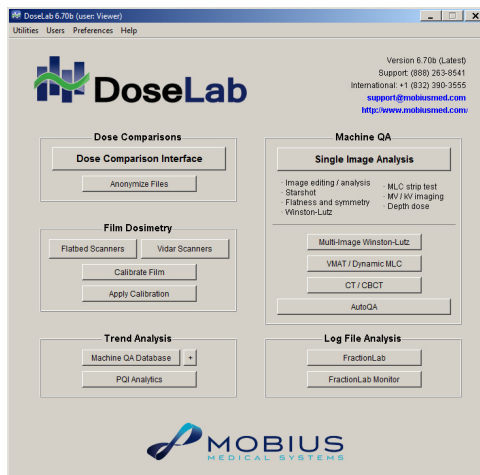 DoseLab 6.70b (user: Viewer)
Utilities Users Preferences Help
DoseLab
Version 6.70b (Latest)
Support: (888) 263-8541
International: +1 (832) 390-3555
support@mobiusmed.com
http://www.mobiusmed.com/
Dose Comparisons
Dose Comparison Interface
Anonymize Files
Film Dosimetry
Flatbed Scanners Vidar Scanners
Calibrate Film
Apply Calibration
Trend Analysis
Machine QA Database +
PQI Analytics
Machine QA
Single Image Analysis
· Image editing / analysis
· Starshot
· Flatness and symmetry
· Winston-Lutz
· MLC strip test
· MV / kV imaging
· Depth dose
Multi-Image Winston-Lutz
VMAT / Dynamic MLC
CT / CBCT
AutoQA
Log File Analysis
FractionLab
FractionLab Monitor
MOBIUS
MEDICAL SYSTEMS